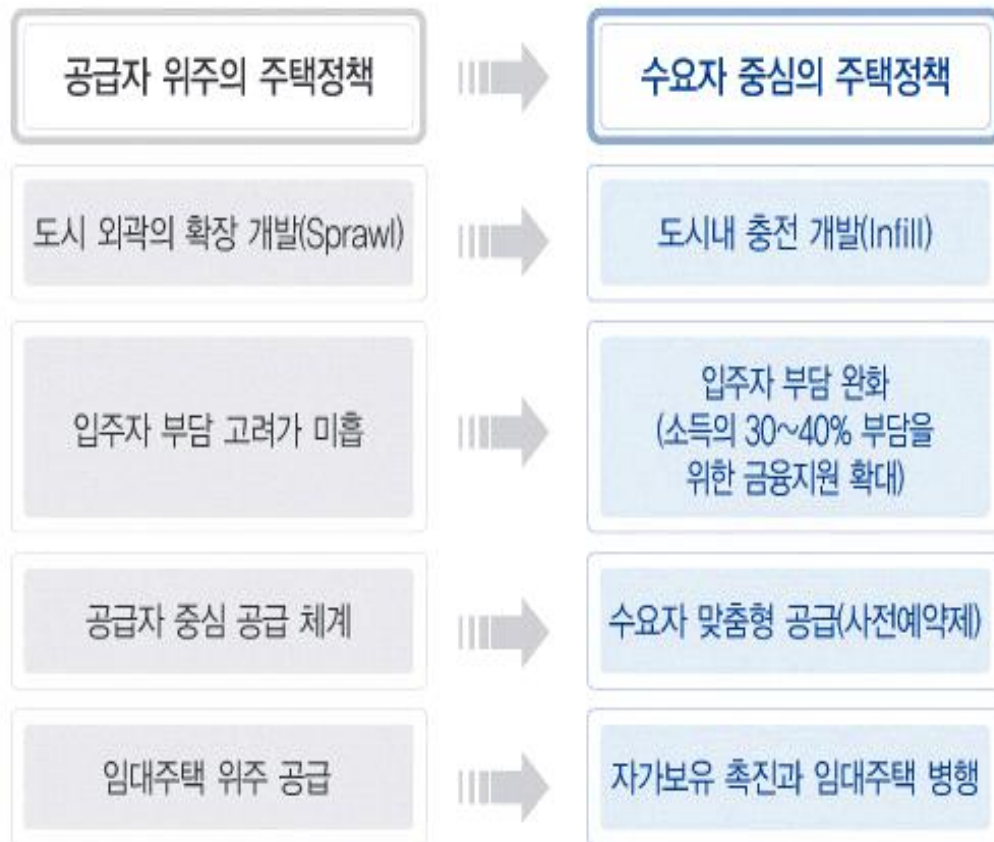 공급자 위주의 주택정책
수요자 중심의 주택정책
도시 외곽의 확장 개발(Sprawl)
도시내 충전 개발(Infill)
입주자 부담 고려가 미흡
입주자 부담 완화
(소득의 30~40% 부담을
위한 금융지원 확대)
공급자 중심 공급 체계
수요자 맞춤형 공급(사전예약제)
임대주택 위주 공급
자가보유 촉진과 임대주택 병행